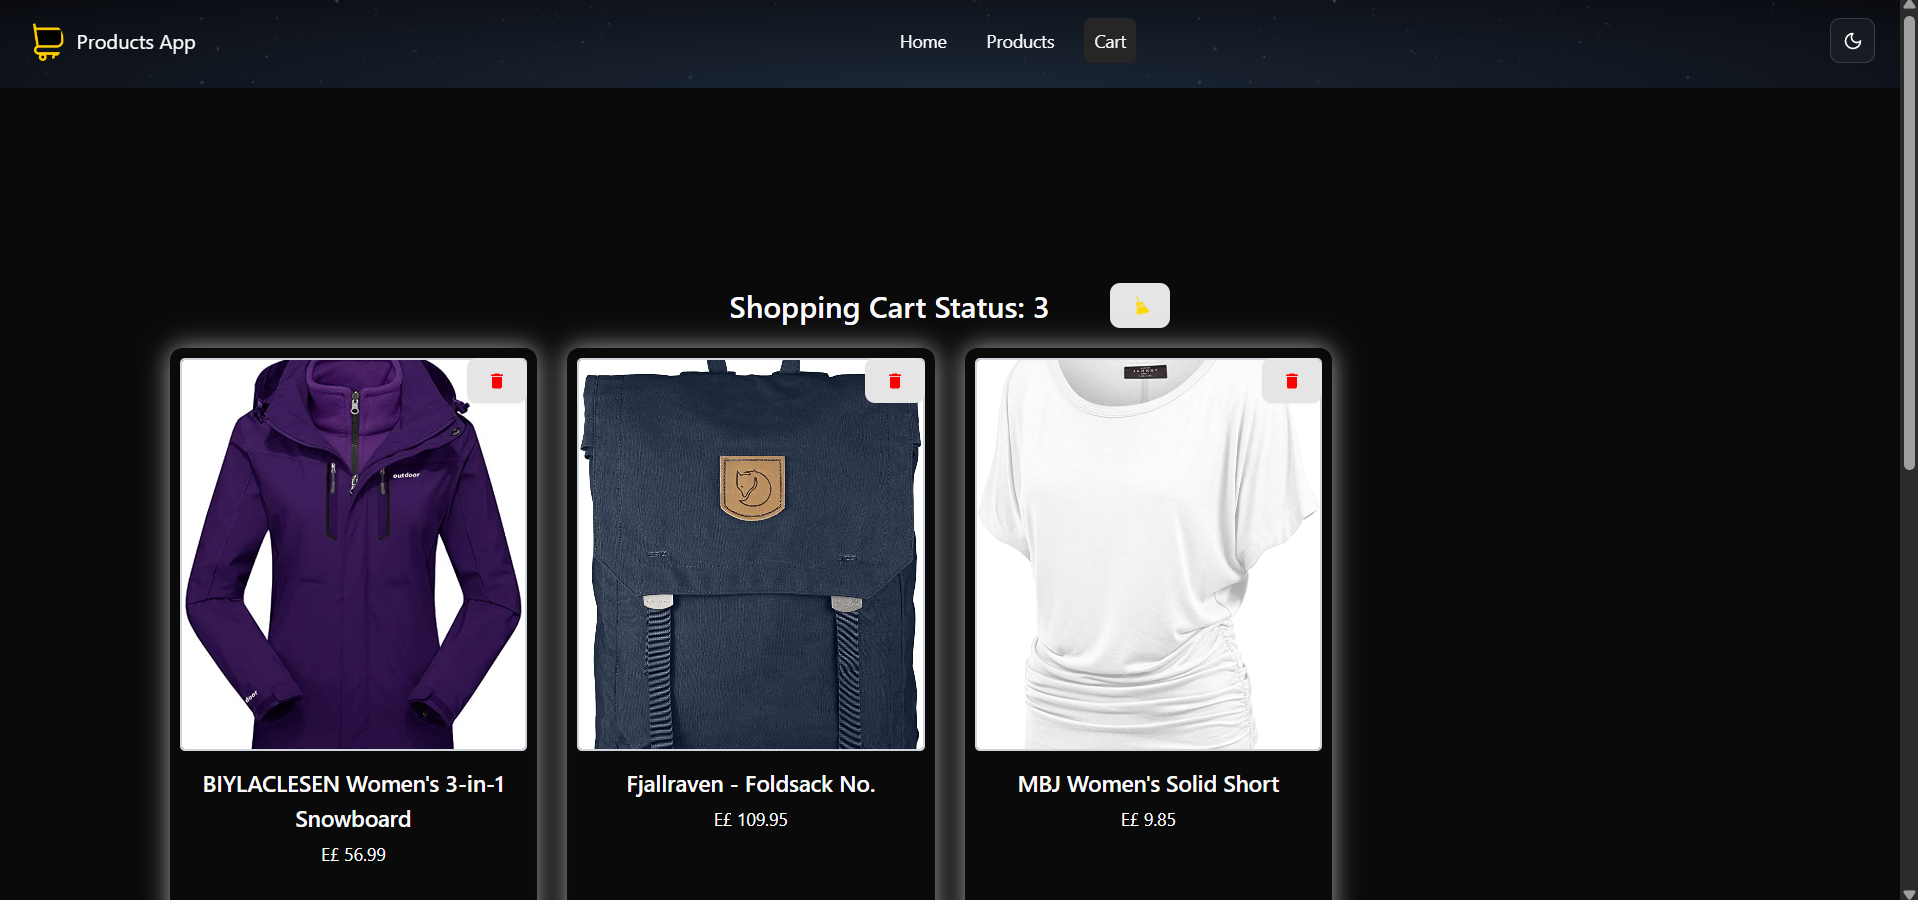 Products App
Home
Products
Cart
Shopping Cart Status: 3
outdoor
BIYLACLESEN Women's 3-in-1
Snowboard
E£ 56.99
Fjallraven - Foldsack No.
E£ 109.95
MBJ Women's Solid Short
E£ 9.85